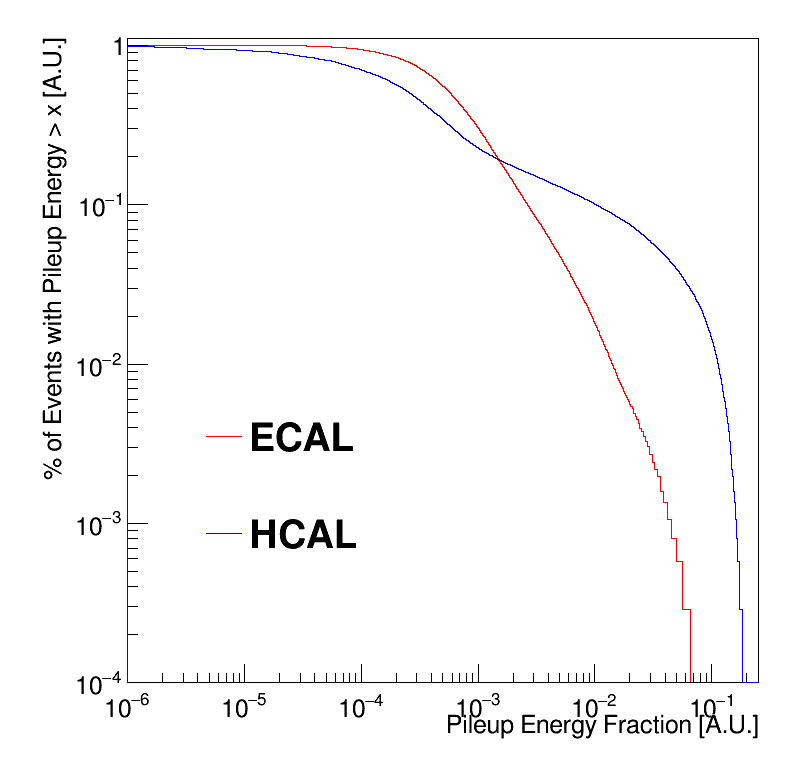 % of Events with Pileup Energy > x [A.U.]
1
10⁻¹
10⁻²
10⁻³
10⁻⁴
ECAL
HCAL
10⁻⁶ 10⁻⁵ 10⁻⁴ 10⁻³ 10⁻² 10⁻¹
Pileup Energy Fraction [A.U.]